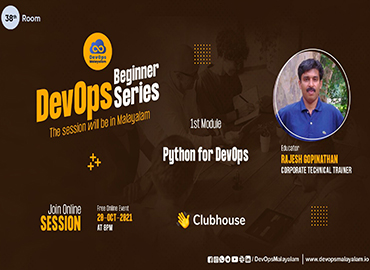 38th Room
DevOps
Malayalam
DevOps Beginner
Series
The session will be in Malayalam
1st Module
Python for DevOps
Educator
RAJESH GOPINATHAN
CORPORATE TECHNICAL TRAINER
Join Online
SESSION
Free Online Event
28-OCT-2021
AT 8PM
Clubhouse
/DevOpsMalayalam | www.devopsmalayalam.io